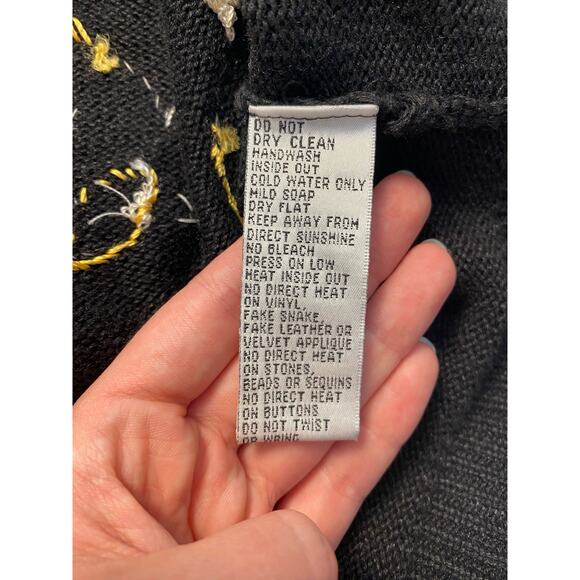 DO NOT
DRY CLEAN
HANDWASH
INSIDE OUT
COLD WATER ONLY
MILD SOAP
DRY FLAT
KEEP AWAY FROM
DIRECT SUNSHINE
NO BLEACH
PRESS ON LOW
HEAT INSIDE OUT
NO DIRECT HEAT
ON VINYL,
FAKE SNAKE,
FAKE LEATHER OR
VELVET APPLIQUE
NO DIRECT HEAT
ON STONES,
BEADS OR SEQUINS
NO DIRECT HEAT
ON BUTTONS
DO NOT TWIST
OR WRING